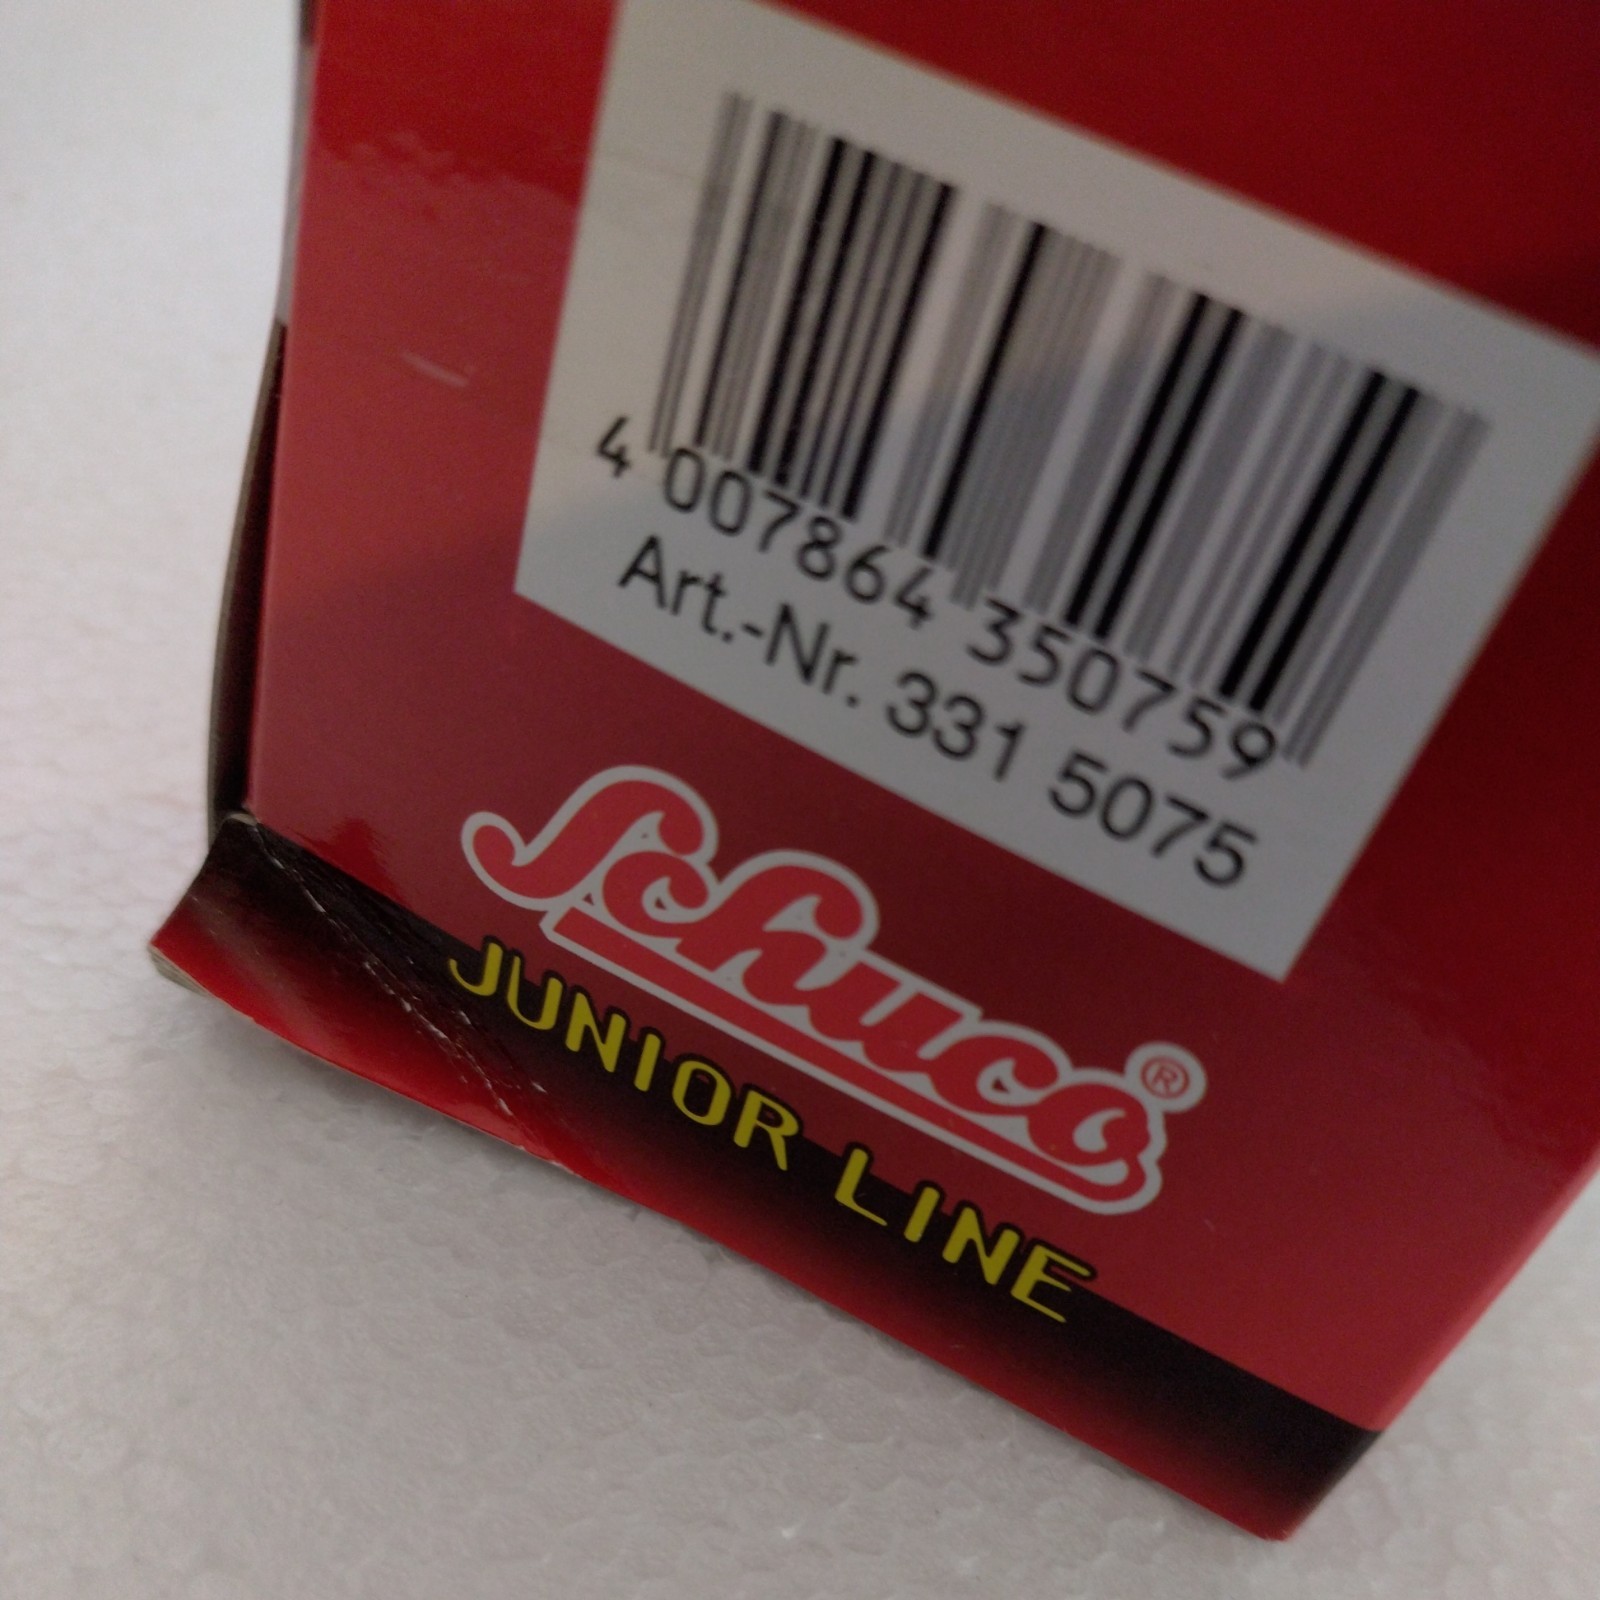 4 007864 350759
Art.-Nr. 331 5075
Schuco®
JUNIOR LINE